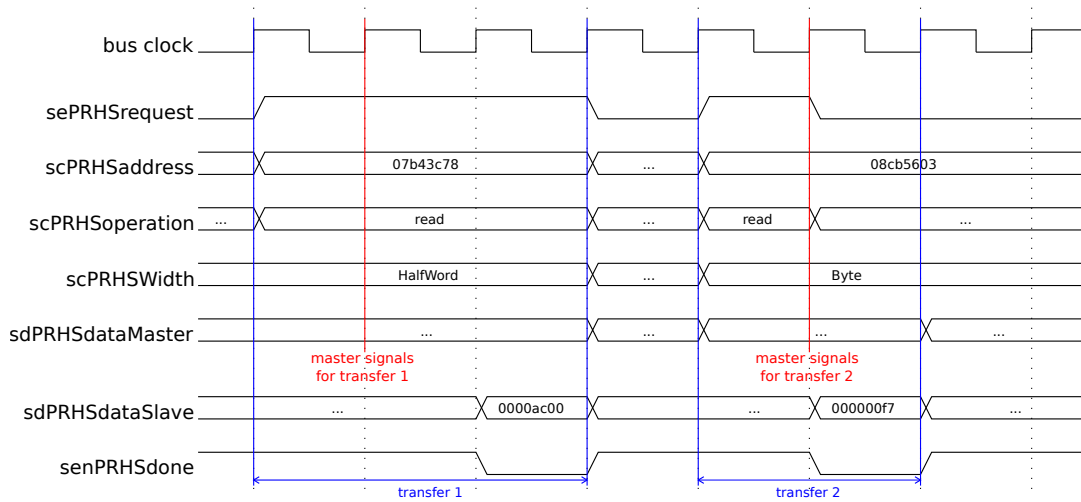 bus clock
sePRHSrequest
scPRHSaddress 07b43c78 ... 08cb5603
scPRHSoperation ... read ... read ...
scPRHSWidth HalfWord ... Byte
sdPRHSdataMaster ... ... ... ...
master signals
for transfer 1
master signals
for transfer 2
sdPRHSdataSlave ... 0000ac00 ... 000000f7 ...
senPRHSdone
transfer 1 transfer 2